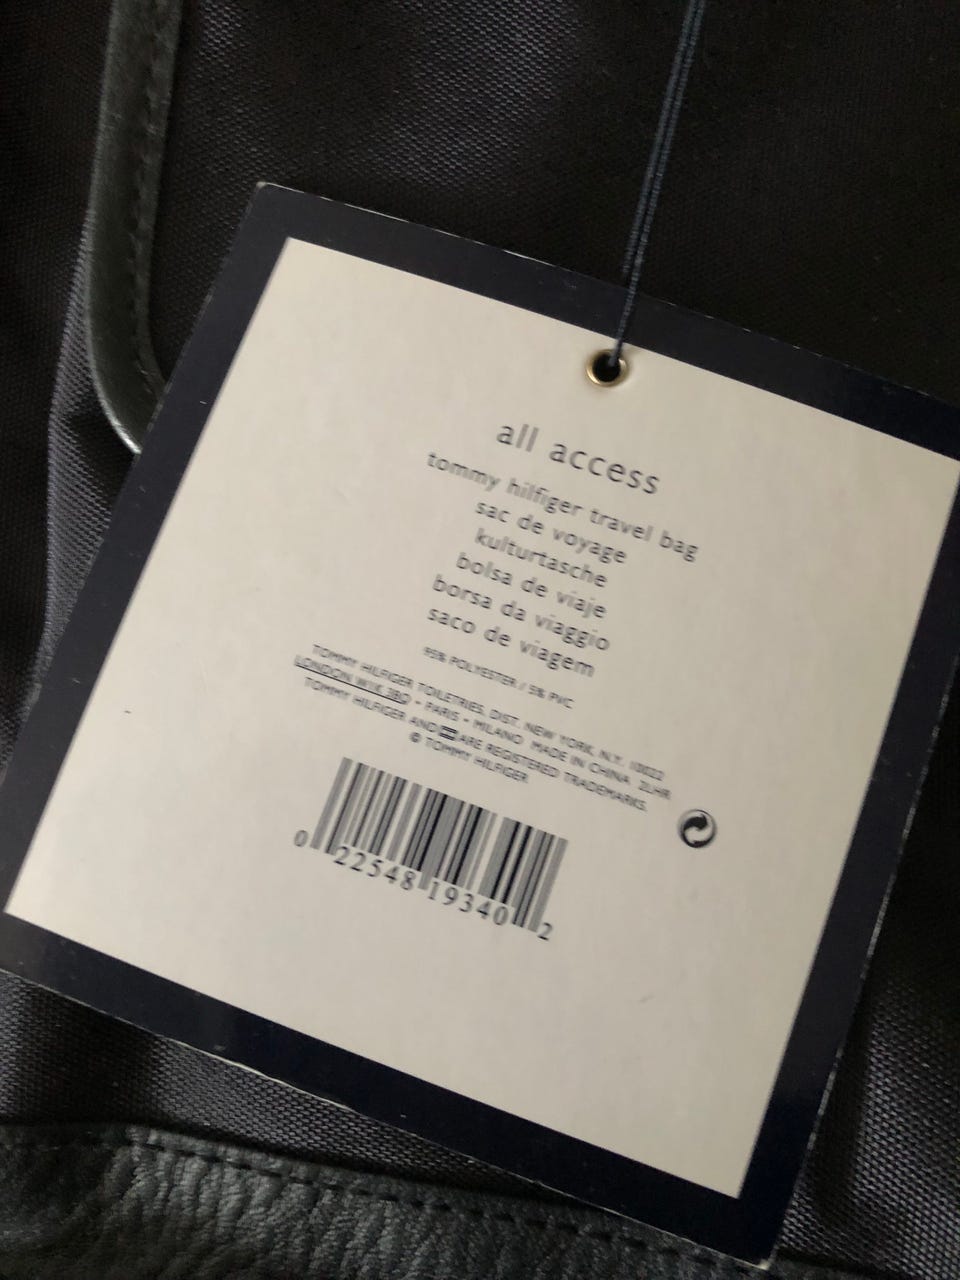 all access
tommy hilfiger travel bag
sac de voyage
kulturtasche
bolsa de viaje
borsa da viaggio
saco de viagem
95% POLYESTER / 5% PVC
TOMMY HILFIGER TOILETRIES, DIST. NEW YORK, N.Y. 10022
LONDON W1K 3BQ • PARIS • MILANO MADE IN CHINA 2LHR
TOMMY HILFIGER AND ARE REGISTERED TRADEMARKS.
© TOMMY HILFIGER
0 22548 19340 2